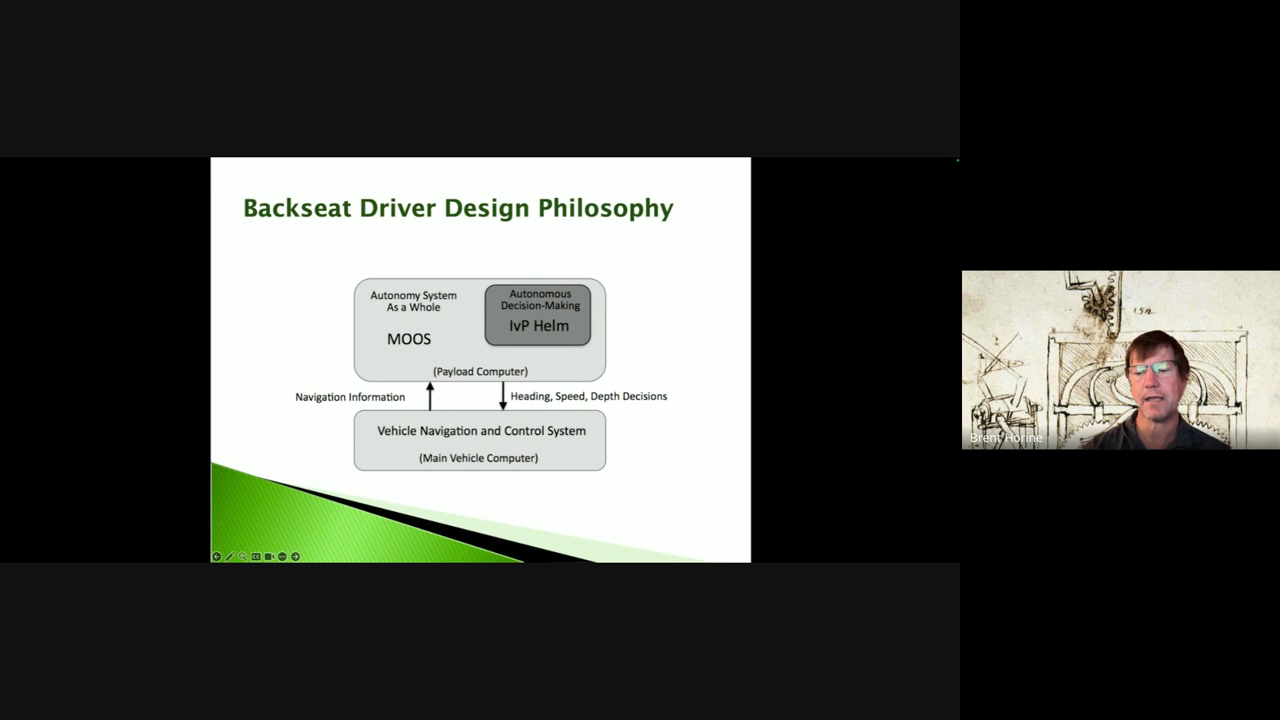 Backseat Driver Design Philosophy
Autonomy System
As a Whole
MOOS
Autonomous
Decision-Making
IvP Helm
(Payload Computer)
Navigation Information
Heading, Speed, Depth Decisions
Vehicle Navigation and Control System
(Main Vehicle Computer)
Brent Horine